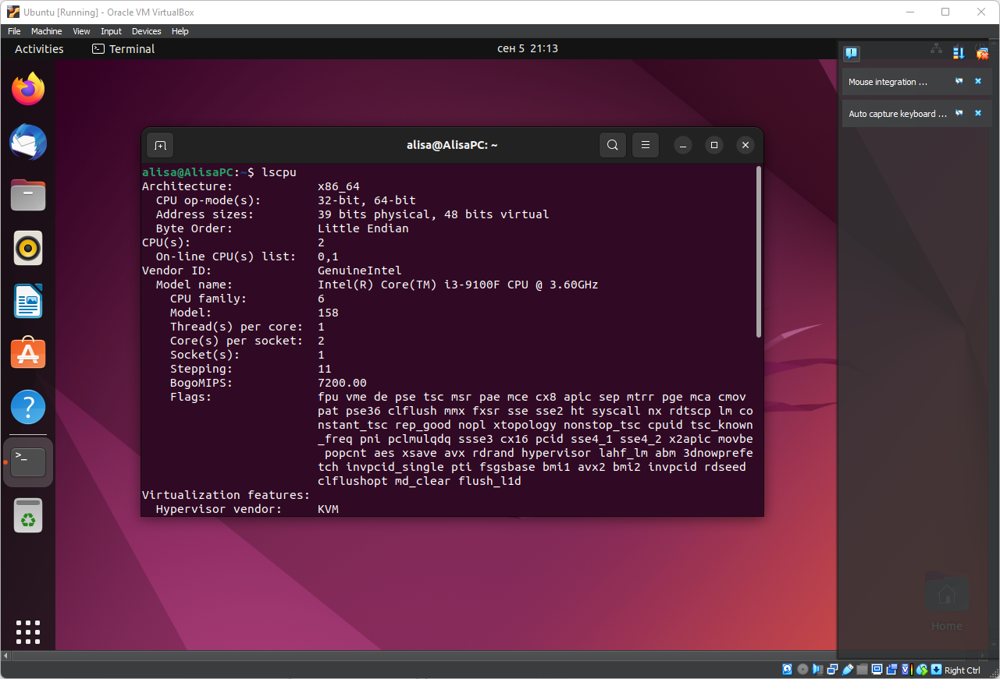 Ubuntu [Running] - Oracle VM VirtualBox
File Machine View Input Devices Help
Activities Terminal сен 5 21:13
Mouse integration ...
Auto capture keyboard ...
alisa@AlisaPC: ~
alisa@AlisaPC:~$ lscpu
Architecture: x86_64
CPU op-mode(s): 32-bit, 64-bit
Address sizes: 39 bits physical, 48 bits virtual
Byte Order: Little Endian
CPU(s): 2
On-line CPU(s) list: 0,1
Vendor ID: GenuineIntel
Model name: Intel(R) Core(TM) i3-9100F CPU @ 3.60GHz
CPU family: 6
Model: 158
Thread(s) per core: 1
Core(s) per socket: 2
Socket(s): 1
Stepping: 11
BogoMIPS: 7200.00
Flags: fpu vme de pse tsc msr pae mce cx8 apic sep mtrr pge mca cmov
pat pse36 clflush mmx fxsr sse sse2 ht syscall nx rdtscp lm co
nstant_tsc rep_good nopl xtopology nonstop_tsc cpuid tsc_known
_freq pni pclmulqdq ssse3 cx16 pcid sse4_1 sse4_2 x2apic movbe
popcnt aes xsave avx rdrand hypervisor lahf_lm abm 3dnowprefe
tch invpcid_single pti fsgsbase bmi1 avx2 bmi2 invpcid rdseed
clflushopt md_clear flush_l1d
Virtualization features:
Hypervisor vendor: KVM
Home
Right Ctrl